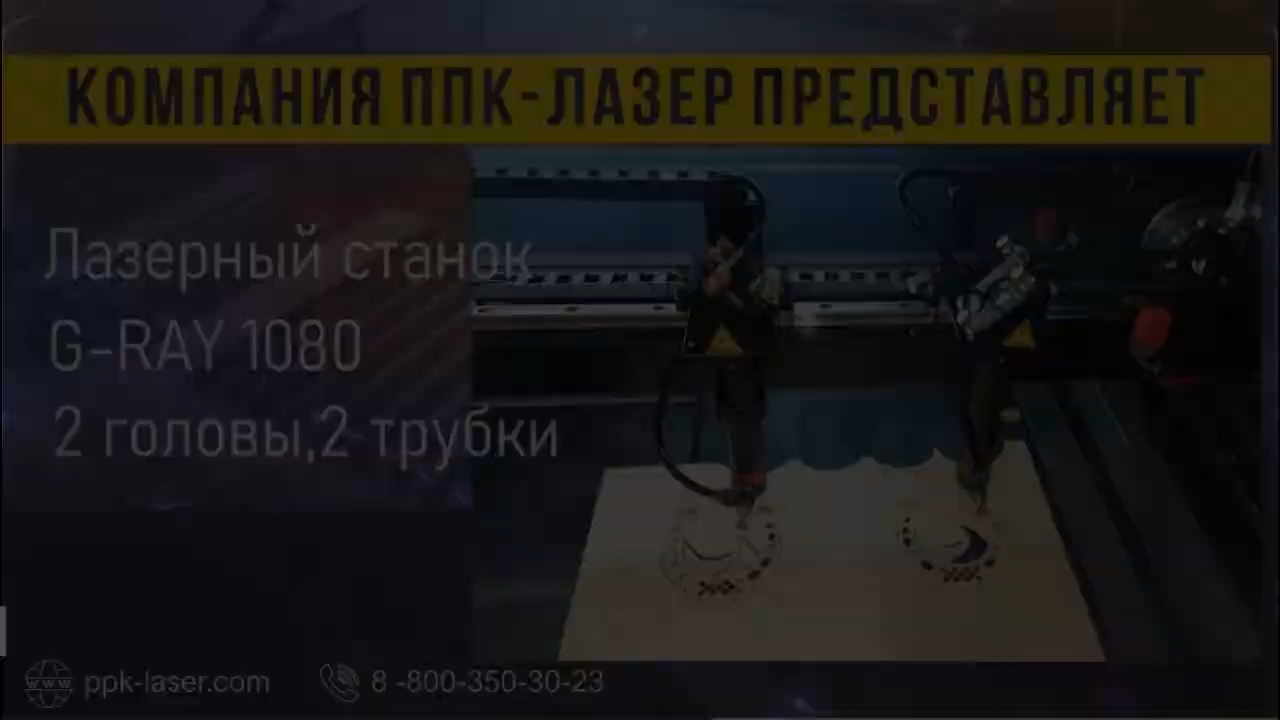 КОМПАНИЯ ППК-ЛАЗЕР ПРЕДСТАВЛЯЕТ
Лазерный станок
G-RAY 1080
2 головы,2 трубки
www ppk-laser.com 8 -800-350-30-23